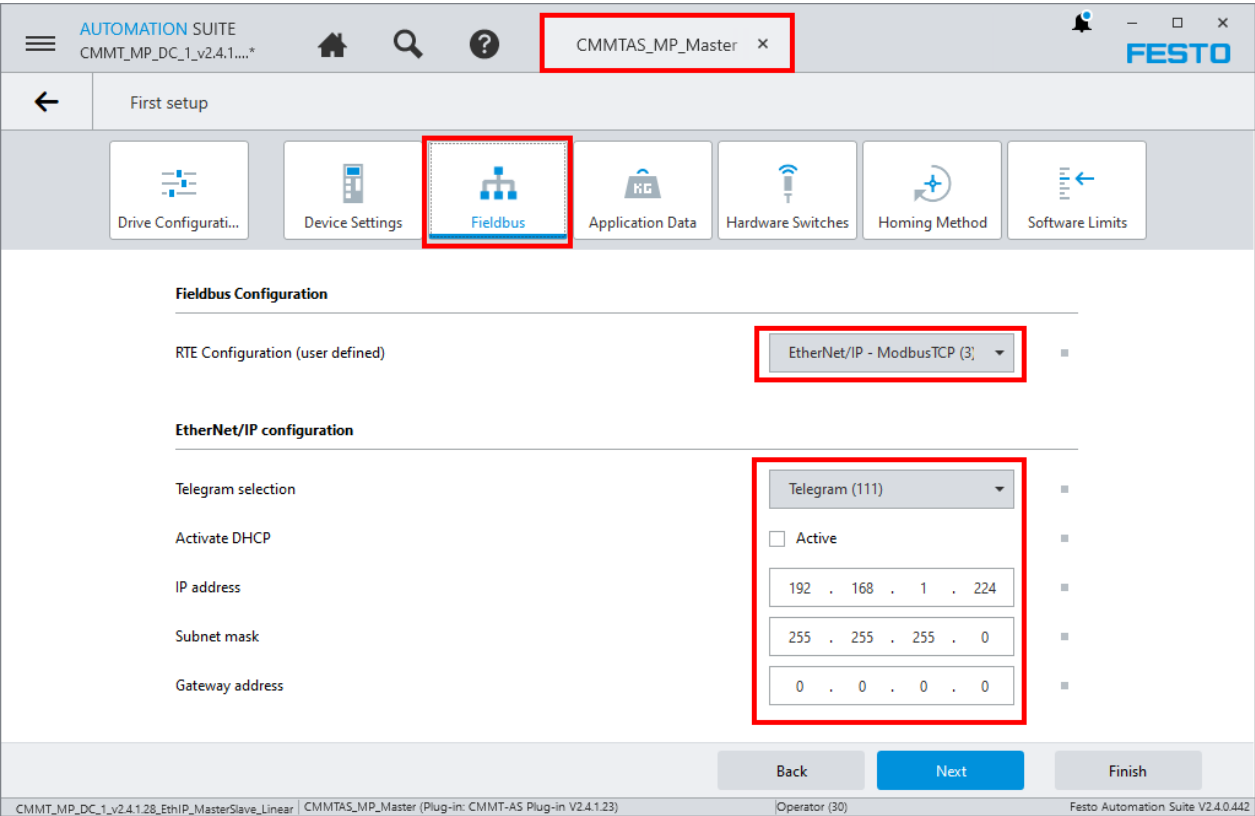 AUTOMATION SUITE
CMMT_MP_DC_1_v2.4.1....*
CMMTAS_MP_Master
FESTO
First setup
Drive Configurati...
Device Settings
Fieldbus
KG
Application Data
Hardware Switches
Homing Method
Software Limits
Fieldbus Configuration
RTE Configuration (user defined) EtherNet/IP - ModbusTCP (3)
EtherNet/IP configuration
Telegram selection Telegram (111)
Activate DHCP Active
IP address 192 . 168 . 1 . 224
Subnet mask 255 . 255 . 255 . 0
Gateway address 0 . 0 . 0 . 0
Back Next Finish
CMMT_MP_DC_1_v2.4.1.28_EthIP_MasterSlave_Linear CMMTAS_MP_Master (Plug-in: CMMT-AS Plug-in V2.4.1.23) Operator (30) Festo Automation Suite V2.4.0.442